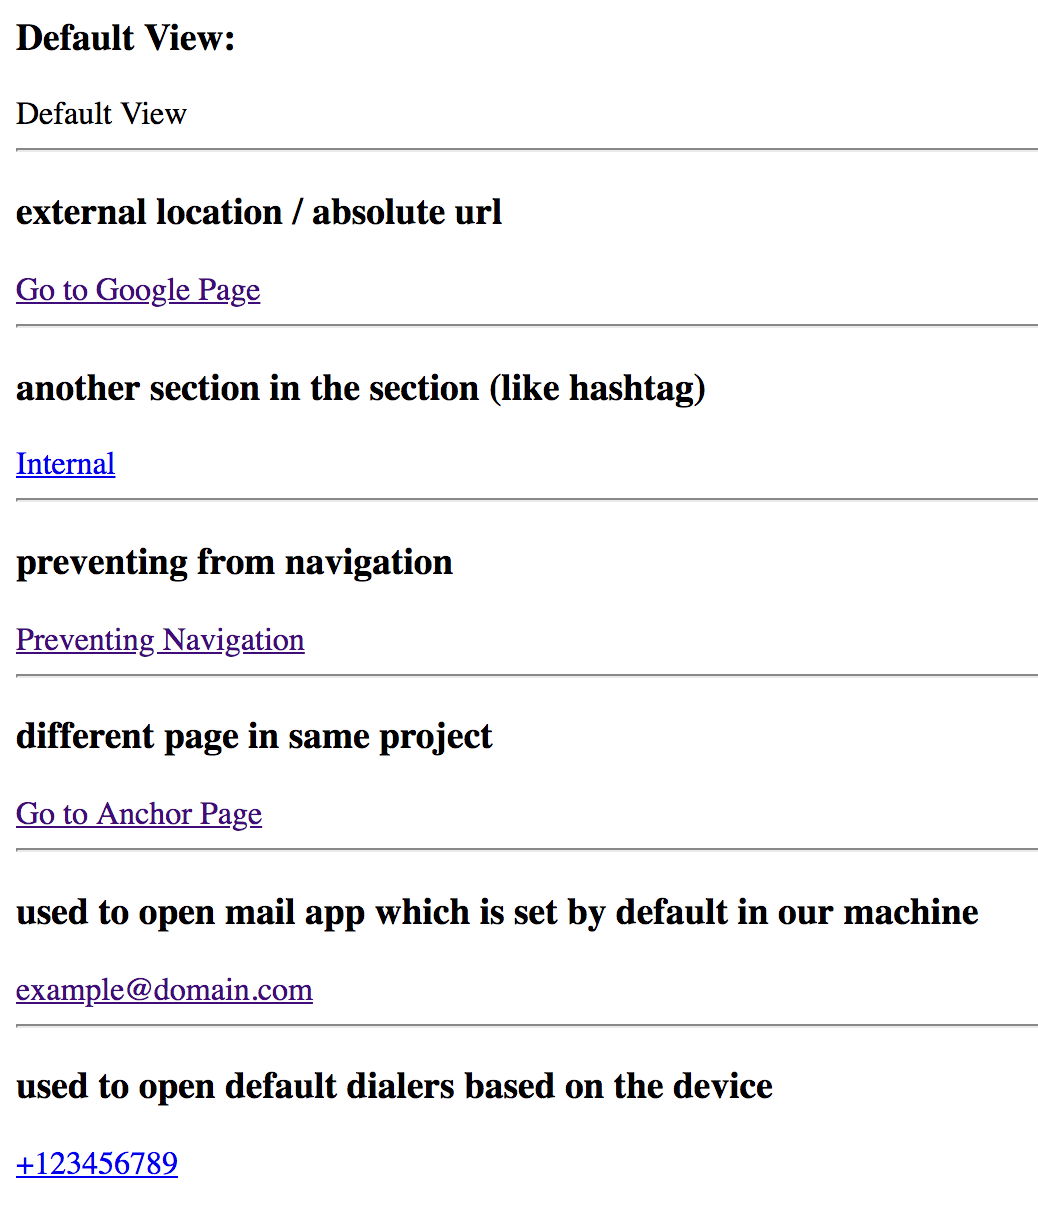 Default View:
Default View
external location / absolute url
Go to Google Page
another section in the section (like hashtag)
Internal
preventing from navigation
Preventing Navigation
different page in same project
Go to Anchor Page
used to open mail app which is set by default in our machine
example@domain.com
used to open default dialers based on the device
+123456789